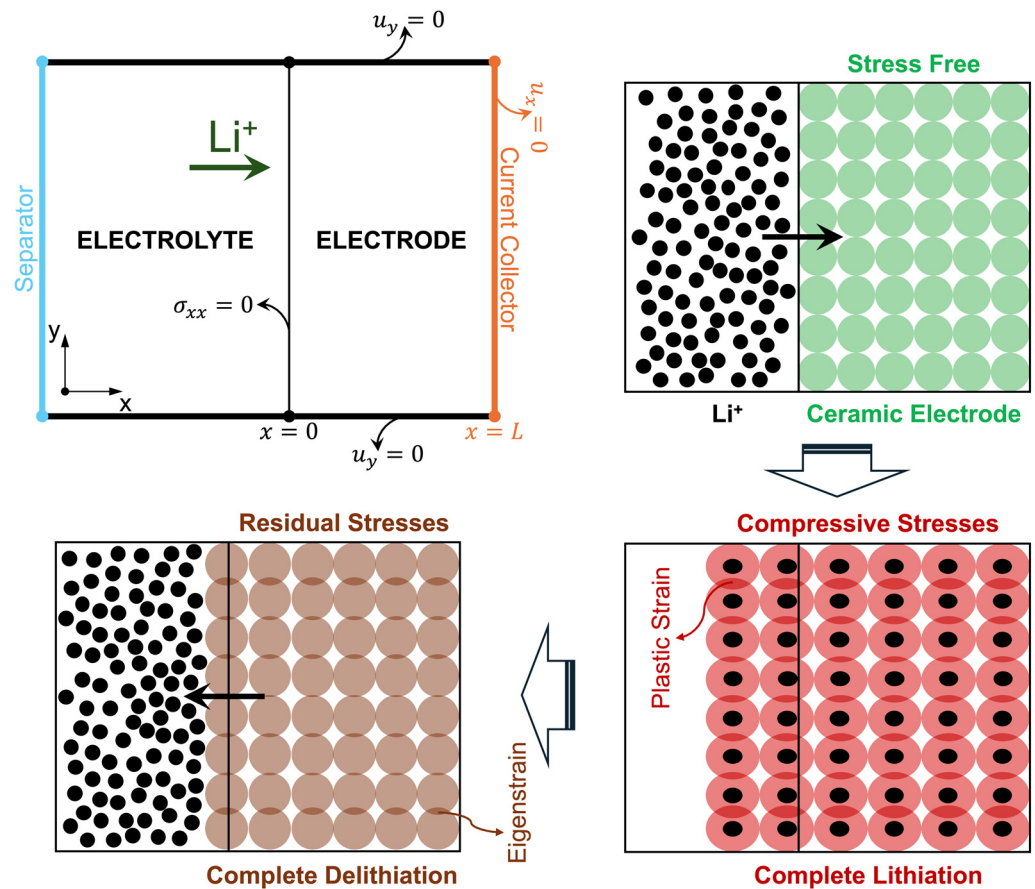 u_y = 0
Li⁺
u_x = 0
Separator
ELECTROLYTE
ELECTRODE
Current Collector
σ_xx = 0
y
x
x = 0
x = L
u_y = 0
Stress Free
Li⁺
Ceramic Electrode
Residual Stresses
Eigenstrain
Complete Delithiation
Compressive Stresses
Plastic Strain
Complete Lithiation